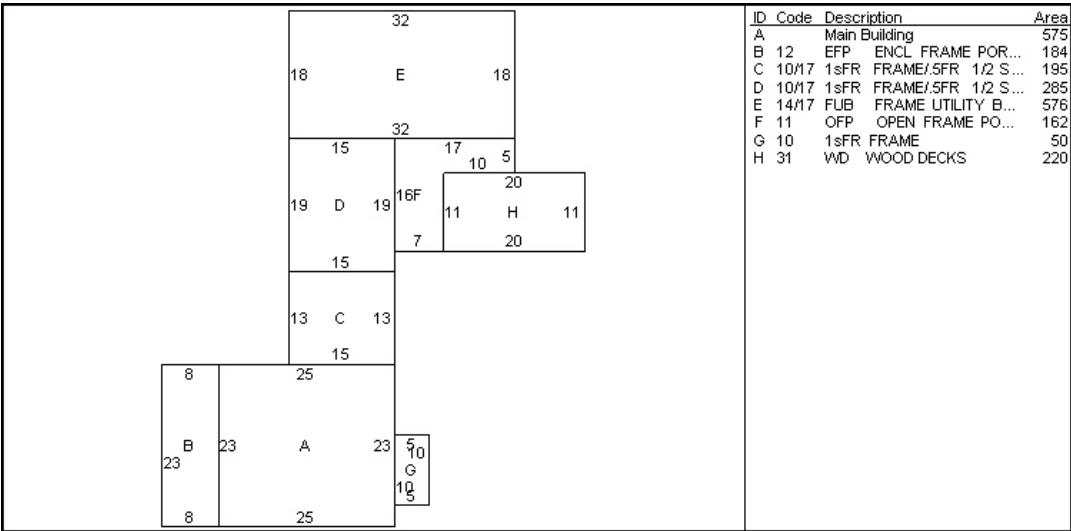 32
18 E 18
32
15 17
10 5
20
19 D 19 16F 11 H 11
7 20
15
13 C 13
15
8 25
B 23 A 23 5
10
23 G
10
5
8 25
ID Code Description Area
A Main Building 575
B 12 EFP ENCL FRAME POR... 184
C 10/17 1sFR FRAME/.5FR 1/2 S... 195
D 10/17 1sFR FRAME/.5FR 1/2 S... 285
E 14/17 FUB FRAME UTILITY B... 576
F 11 OFP OPEN FRAME PO... 162
G 10 1sFR FRAME 50
H 31 WD WOOD DECKS 220